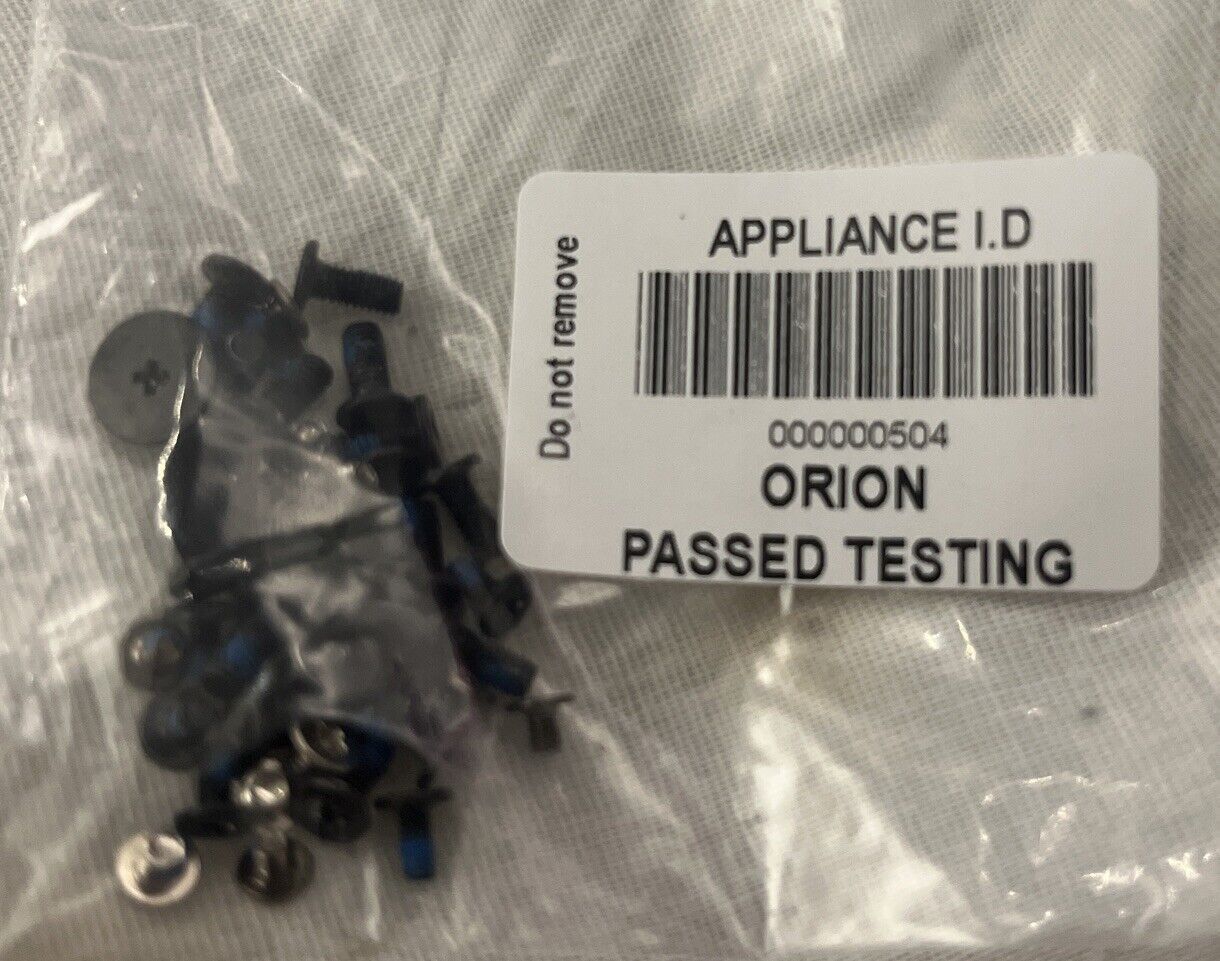 Do not remove
APPLIANCE I.D
000000504
ORION
PASSED TESTING